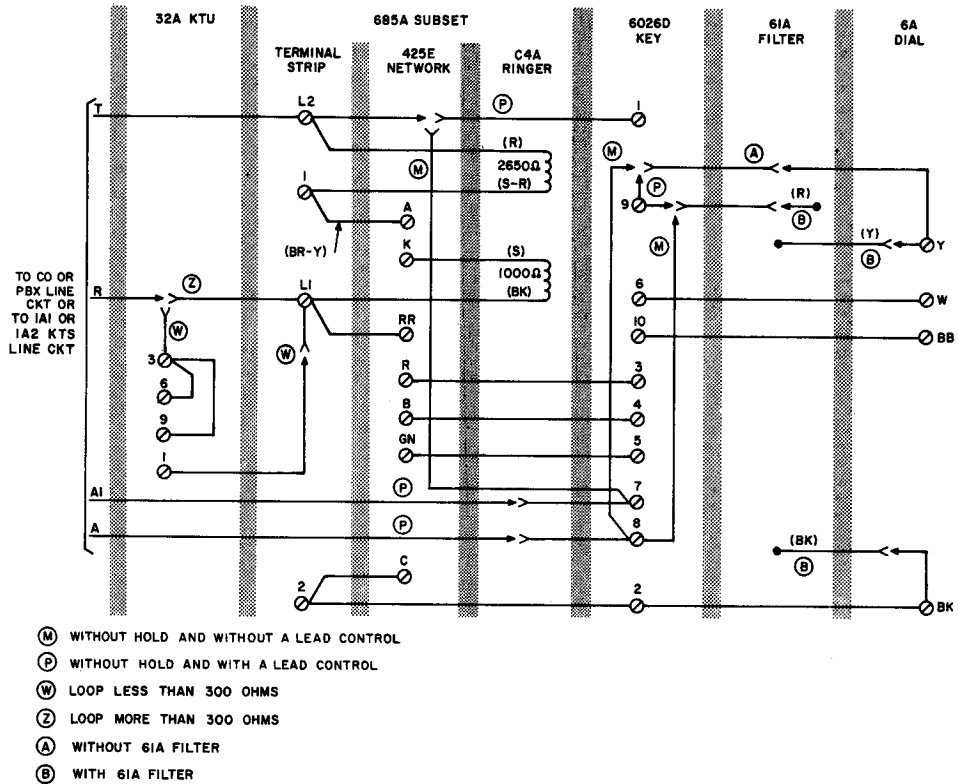 32A KTU
685A SUBSET
6026D KEY
61A FILTER
6A DIAL
TERMINAL STRIP
425E NETWORK
C4A RINGER
T
L2
P
1
(R)
M
2650Ω
M
A
(S-R)
1
P
9
(R)
A
B
(BR-Y)
M
(Y)
Y
K
(S)
B
1000Ω
TO CO OR
PBX LINE
CKT OR
TO 1A1 OR
1A2 KTS
LINE CKT
R
Z
L1
(BK)
6
W
W
RR
10
BB
3
W
R
3
6
B
4
9
GN
5
1
A1
P
7
A
P
8
(BK)
C
B
2
2
BK
M WITHOUT HOLD AND WITHOUT A LEAD CONTROL
P WITHOUT HOLD AND WITH A LEAD CONTROL
W LOOP LESS THAN 300 OHMS
Z LOOP MORE THAN 300 OHMS
A WITHOUT 61A FILTER
B WITH 61A FILTER